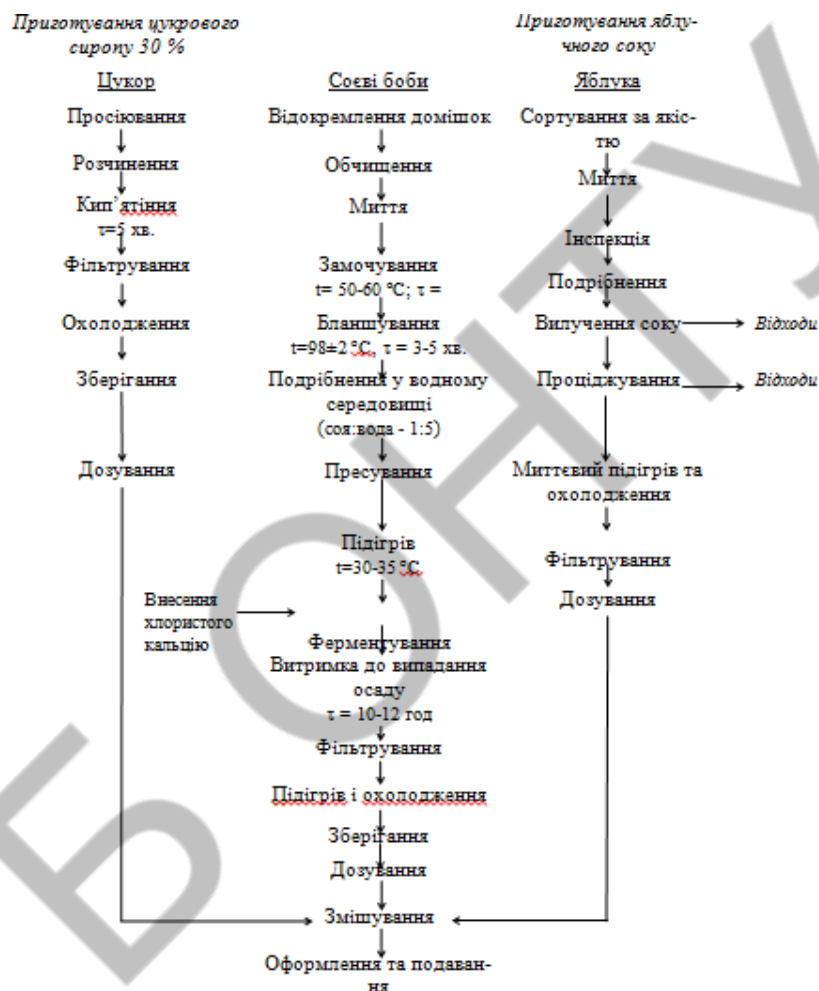 Приготування цукрового
сиропу 30 %
Цукор
Просіювання
Розчинення
Кип’ятіння
τ=5 хв.
Фільтрування
Охолодження
Зберігання
Дозування
Соєві боби
Відокремлення домішок
Обчищення
Миття
Замочування
t= 50-60 °C; τ =
Бланшування
t=98±2 °C, τ = 3-5 хв.
Подрібнення у водному
середовищі
(соя:вода - 1:5)
Пресування
Підігрів
t=30-35 °C
Внесення
хлористого
кальцію
Ферментування
Витримка до випадання
осаду
τ = 10-12 год
Фільтрування
Підігрів і охолодження
Зберігання
Дозування
Приготування яблу-
чного соку
Яблука
Сортування за якіс-
тю
Миття
Інспекція
Подрібнення
Вилучення соку
Відходи
Проціджування
Відходи
Миттєвий підігрів та
охолодження
Фільтрування
Дозування
Змішування
Оформлення та подаван-
ня
Б ОНТУ